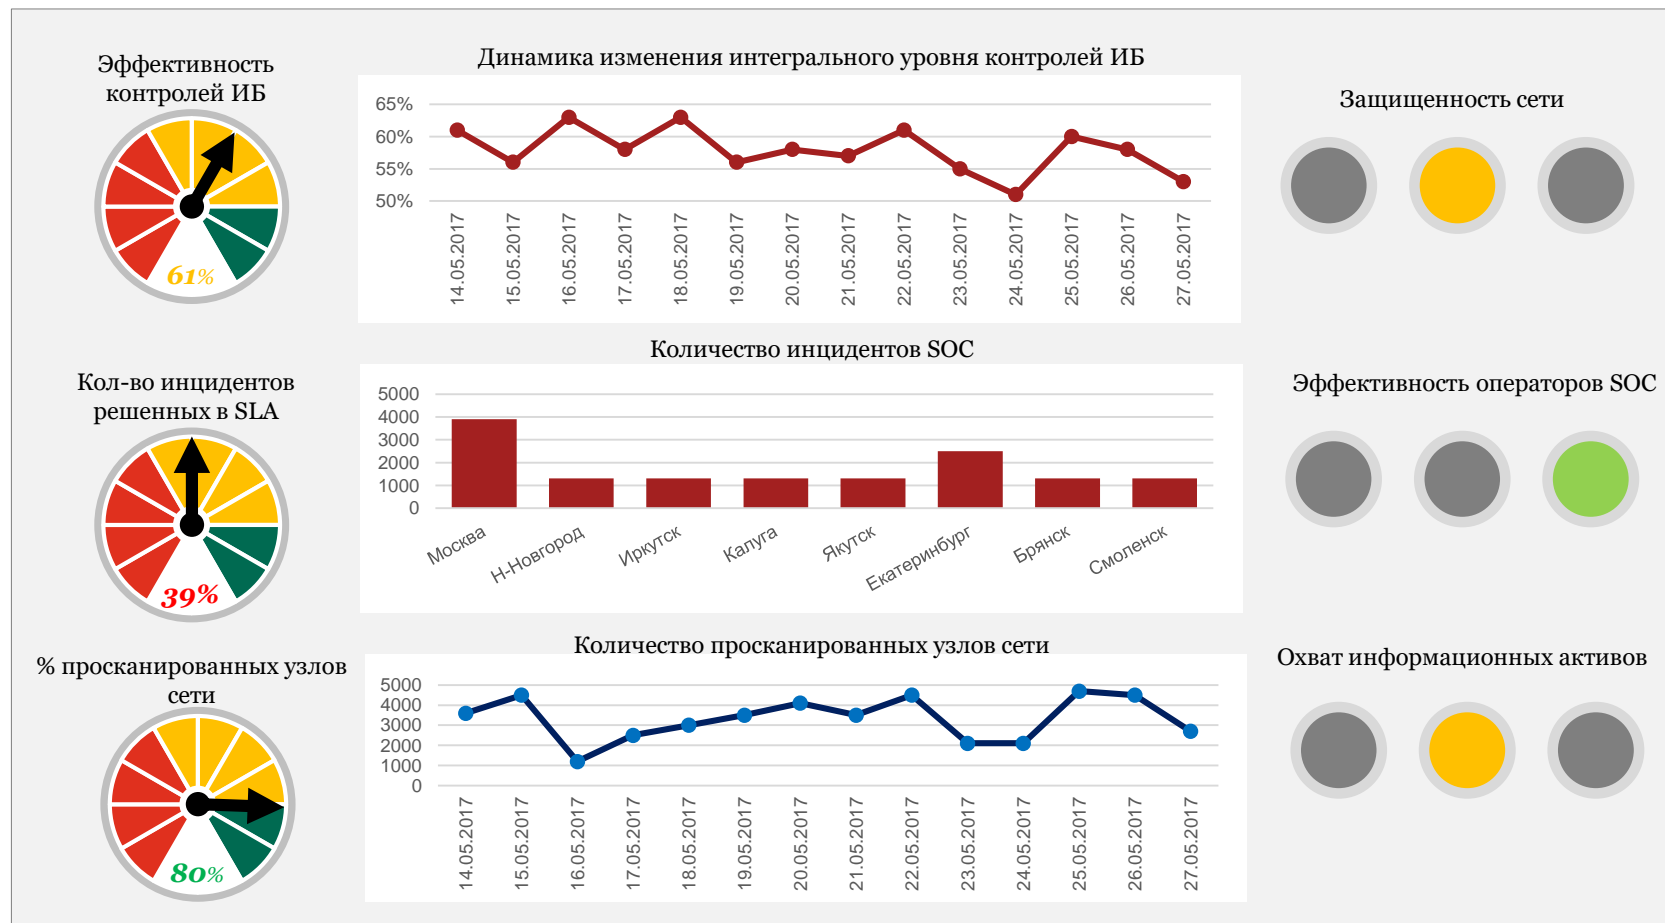 Эффективность
контролей ИБ
61%
Динамика изменения интегрального уровня контролей ИБ
65%
60%
55%
50%
14.05.2017
15.05.2017
16.05.2017
17.05.2017
18.05.2017
19.05.2017
20.05.2017
21.05.2017
22.05.2017
23.05.2017
24.05.2017
25.05.2017
26.05.2017
27.05.2017
Защищенность сети
Кол-во инцидентов
решенных в SLA
39%
Количество инцидентов SOC
5000
4000
3000
2000
1000
0
Москва
Н-Новгород
Иркутск
Калуга
Якутск
Екатеринбург
Брянск
Смоленск
Эффективность операторов SOC
% просканированных узлов
сети
80%
Количество просканированных узлов сети
5000
4000
3000
2000
1000
0
14.05.2017
15.05.2017
16.05.2017
17.05.2017
18.05.2017
19.05.2017
20.05.2017
21.05.2017
22.05.2017
23.05.2017
24.05.2017
25.05.2017
26.05.2017
27.05.2017
Охват информационных активов